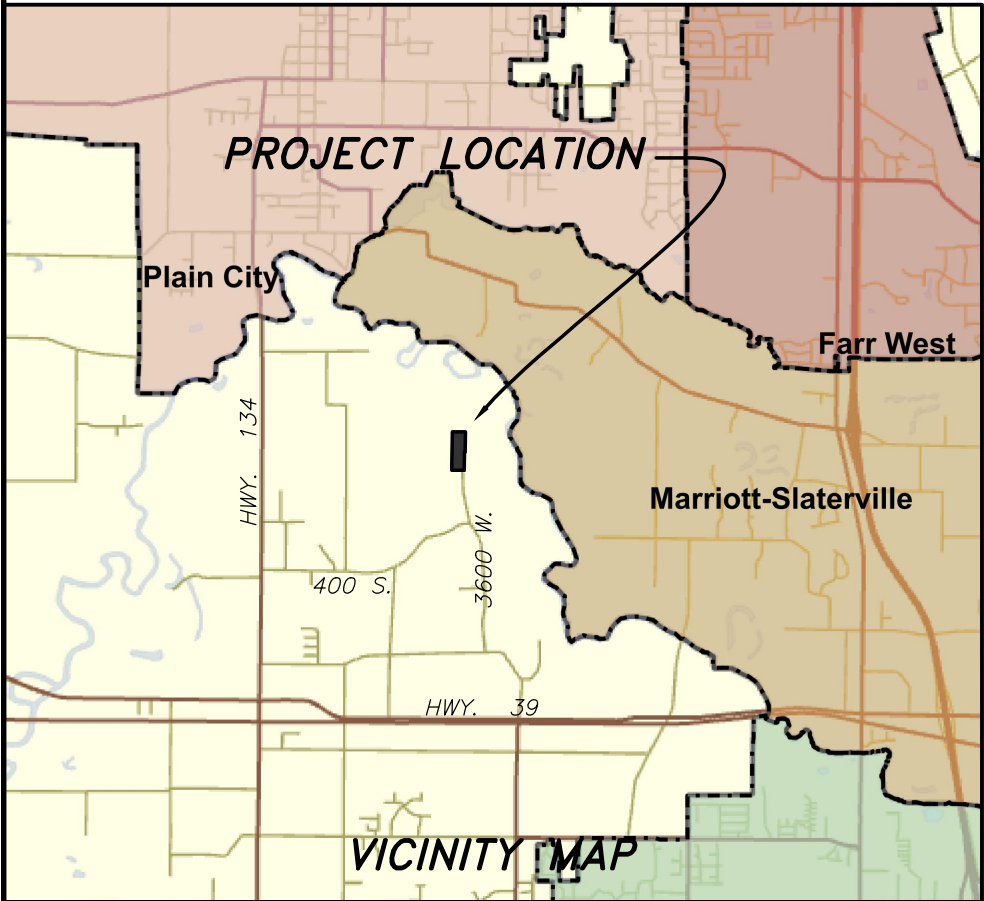 PROJECT LOCATION
Plain City
Farr West
HWY. 134
Marriott-Slaterville
3600 W.
400 S.
HWY. 39
VICINITY MAP